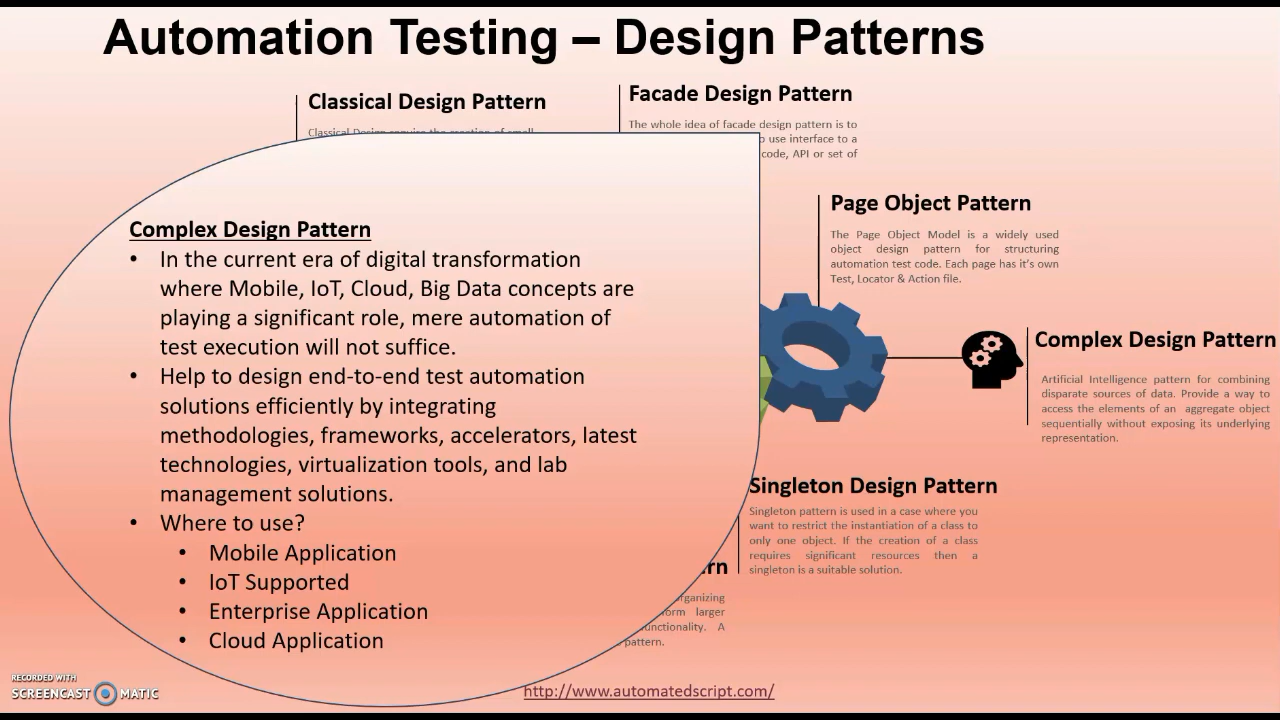 Automation Testing – Design Patterns
Classical Design Pattern
Facade Design Pattern
The whole idea of facade design pattern is to
o use interface to a
code, API or set of
Page Object Pattern
The Page Object Model is a widely used
object design pattern for structuring
automation test code. Each page has it's own
Test, Locator & Action file.
Complex Design Pattern
• In the current era of digital transformation
where Mobile, IoT, Cloud, Big Data concepts are
playing a significant role, mere automation of
test execution will not suffice.
• Help to design end-to-end test automation
solutions efficiently by integrating
methodologies, frameworks, accelerators, latest
technologies, virtualization tools, and lab
management solutions.
• Where to use?
• Mobile Application
• IoT Supported
• Enterprise Application
• Cloud Application
Complex Design Pattern
Artificial Intelligence pattern for combining
disparate sources of data. Provide a way to
access the elements of an aggregate object
sequentially without exposing its underlying
representation.
Singleton Design Pattern
Singleton pattern is used in a case where you
want to restrict the instantiation of a class to
only one object. If the creation of a class
requires significant resources then a
singleton is a suitable solution.
larger
A
pattern.
RECORDED WITH
SCREENCAST MATIC
http://www.automatedscript.com/